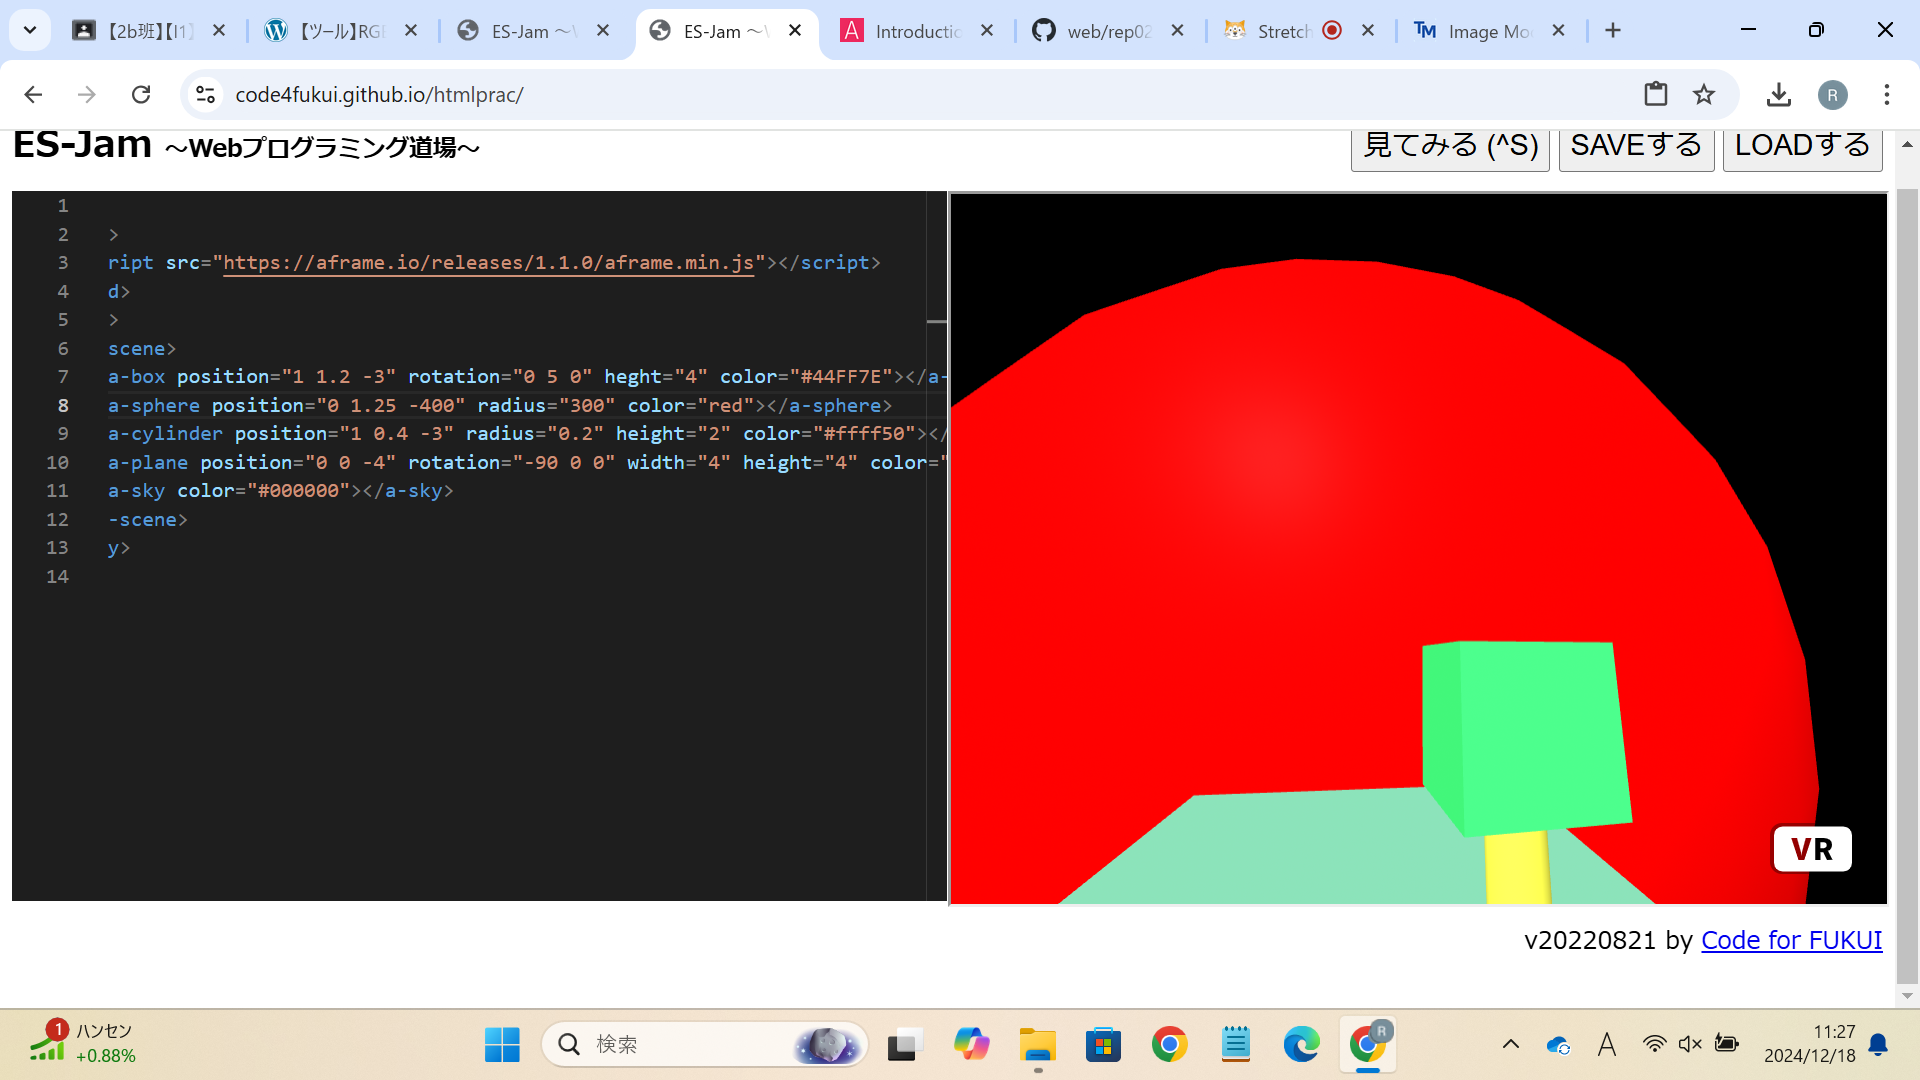 【2b班】【I1】
【ツール】RGB
ES-Jam ～\
ES-Jam ～\
Introductic
web/rep02
Stretch
Image Mo
code4fukui.github.io/htmlprac/
R
ES-Jam ～Webプログラミング道場～
見てみる (^S)
SAVEする
LOADする
1
2 >
3 ript src="https://aframe.io/releases/1.1.0/aframe.min.js"></script>
4 d>
5 >
6 scene>
7 a-box position="1 1.2 -3" rotation="0 5 0" heght="4" color="#44FF7E"></a-
8 a-sphere position="0 1.25 -400" radius="300" color="red"></a-sphere>
9 a-cylinder position="1 0.4 -3" radius="0.2" height="2" color="#ffff50"></
10 a-plane position="0 0 -4" rotation="-90 0 0" width="4" height="4" color="
11 a-sky color="#000000"></a-sky>
12 -scene>
13 y>
14
VR
v20220821 by Code for FUKUI
1
ハンセン
+0.88%
検索
R
A
11:27
2024/12/18